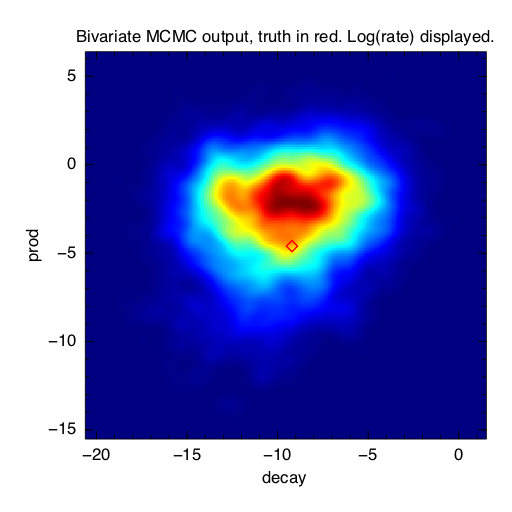 Bivariate MCMC output, truth in red. Log(rate) displayed.
5
0
−5
−10
−15
prod
−20 −15 −10 −5 0
decay